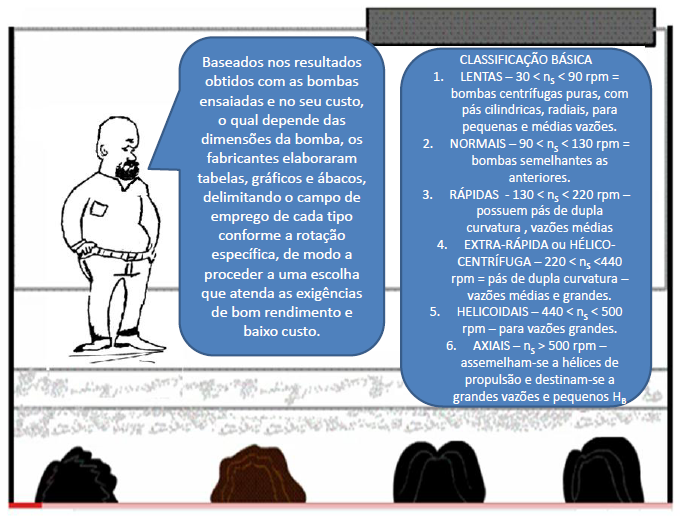 Baseados nos resultados
obtidos com as bombas
ensaiadas e no seu custo,
o qual depende das
dimensões da bomba, os
fabricantes elaboraram
tabelas, gráficos e ábacos,
delimitando o campo de
emprego de cada tipo
conforme a rotação
específica, de modo a
proceder a uma escolha
que atenda as exigências
de bom rendimento e
baixo custo.
CLASSIFICAÇÃO BÁSICA
1. LENTAS – 30 < nS < 90 rpm =
bombas centrífugas puras, com
pás cilindricas, radiais, para
pequenas e médias vazões.
2. NORMAIS – 90 < nS < 130 rpm =
bombas semelhantes as
anteriores.
3. RÁPIDAS - 130 < nS < 220 rpm –
possuem pás de dupla
curvatura , vazões médias
4. EXTRA-RÁPIDA ou HÉLICO-
CENTRÍFUGA – 220 < nS <440
rpm = pás de dupla curvatura –
vazões médias e grandes.
5. HELICOIDAIS – 440 < nS < 500
rpm – para vazões grandes.
6. AXIAIS – nS > 500 rpm –
assemelham-se a hélices de
propulsão e destinam-se a
grandes vazões e pequenos HB